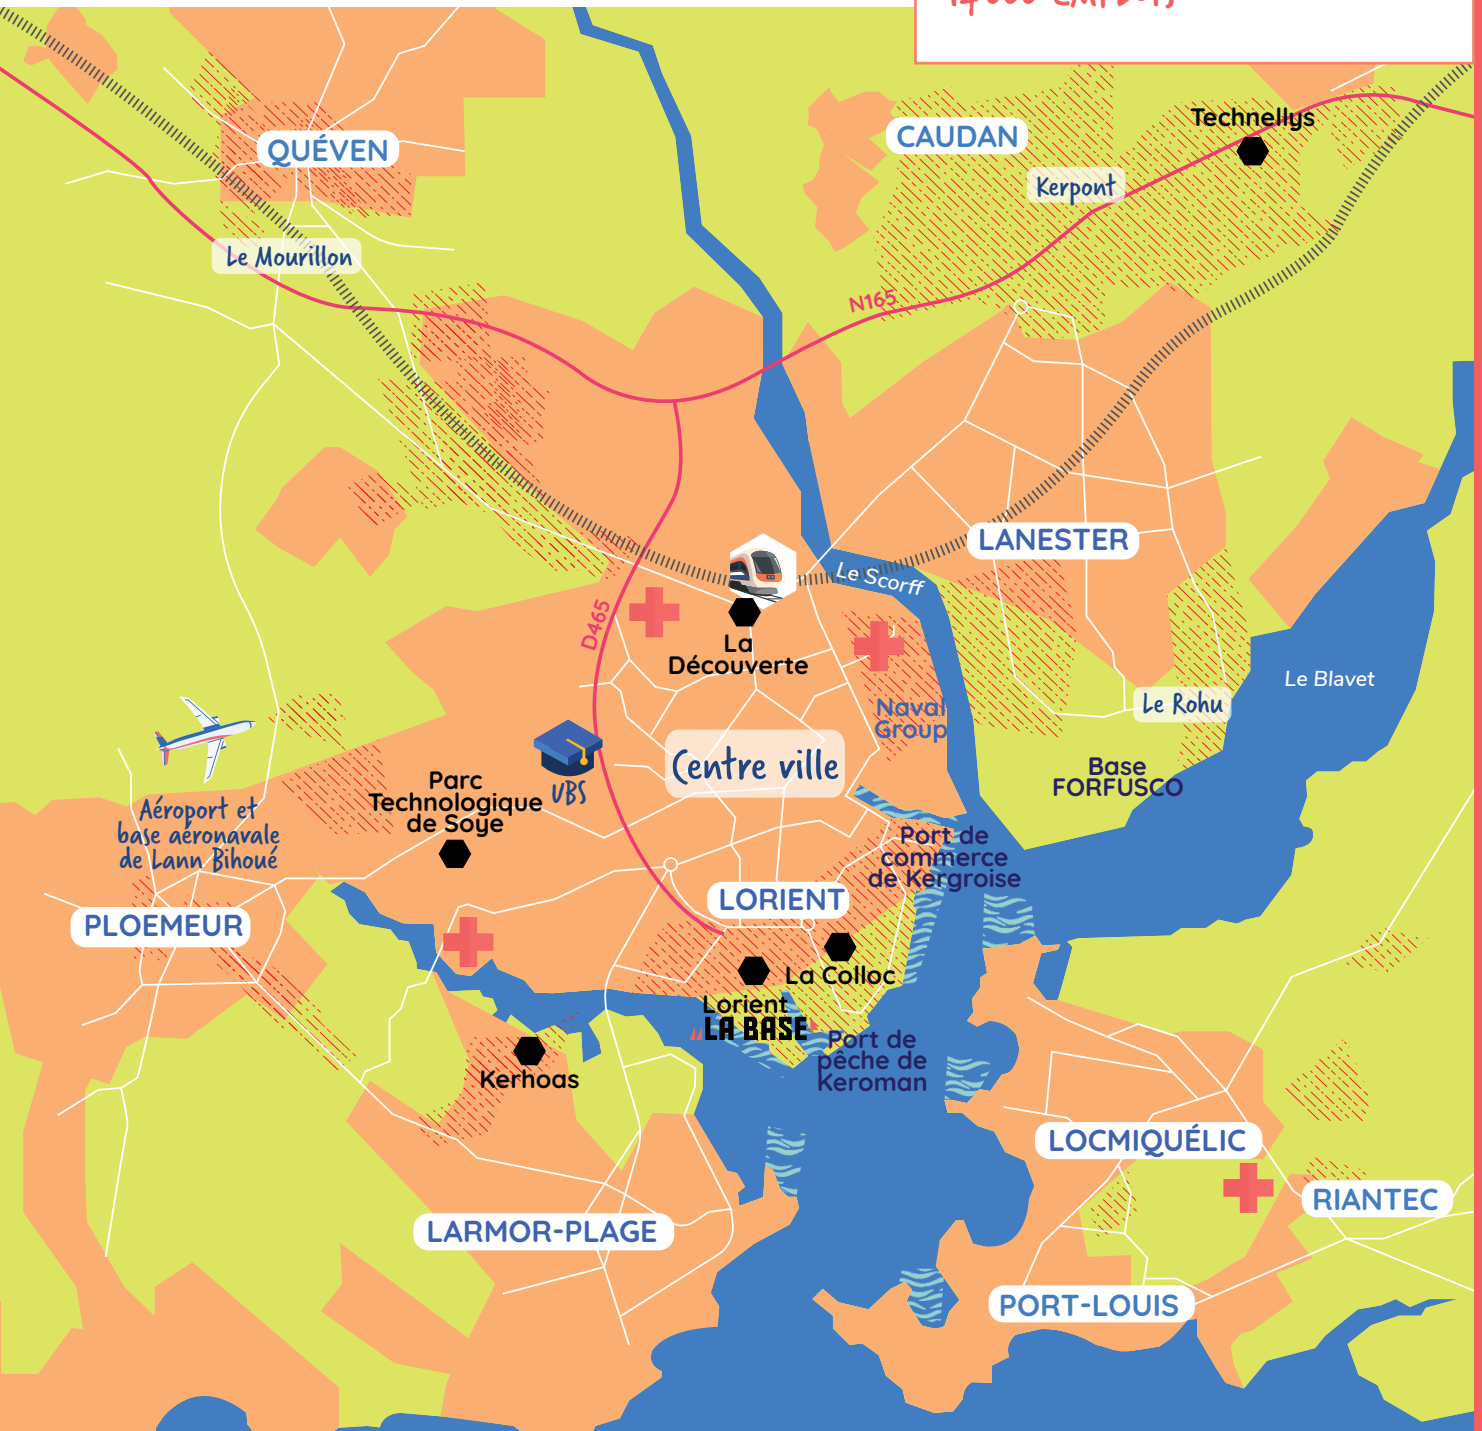 Technellys
CAUDAN
QUÉVEN
Kerpont
Le Mourillon
N165
LANESTER
Le Scorff
D465
La
Découverte
Le Blavet
Le Rohu
Naval
Group
Centre ville
Base
FORFUSCO
Parc
Technologique
de Soye
UBS
Aéroport et
base aéronavale
de Lann Bihoué
Port de
commerce
de Kergroise
LORIENT
PLOEMEUR
La Colloc
Lorient
LA BASE
Port de
pêche de
Keroman
Kerhoas
LOCMIQUÉLIC
RIANTEC
LARMOR-PLAGE
PORT-LOUIS